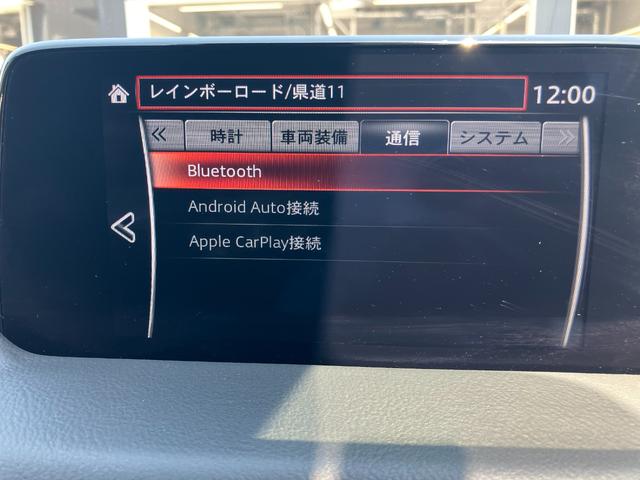 レインボーロード/県道11 12:00
時計 車両装備 通信 システム
Bluetooth
Android Auto接続
Apple CarPlay接続